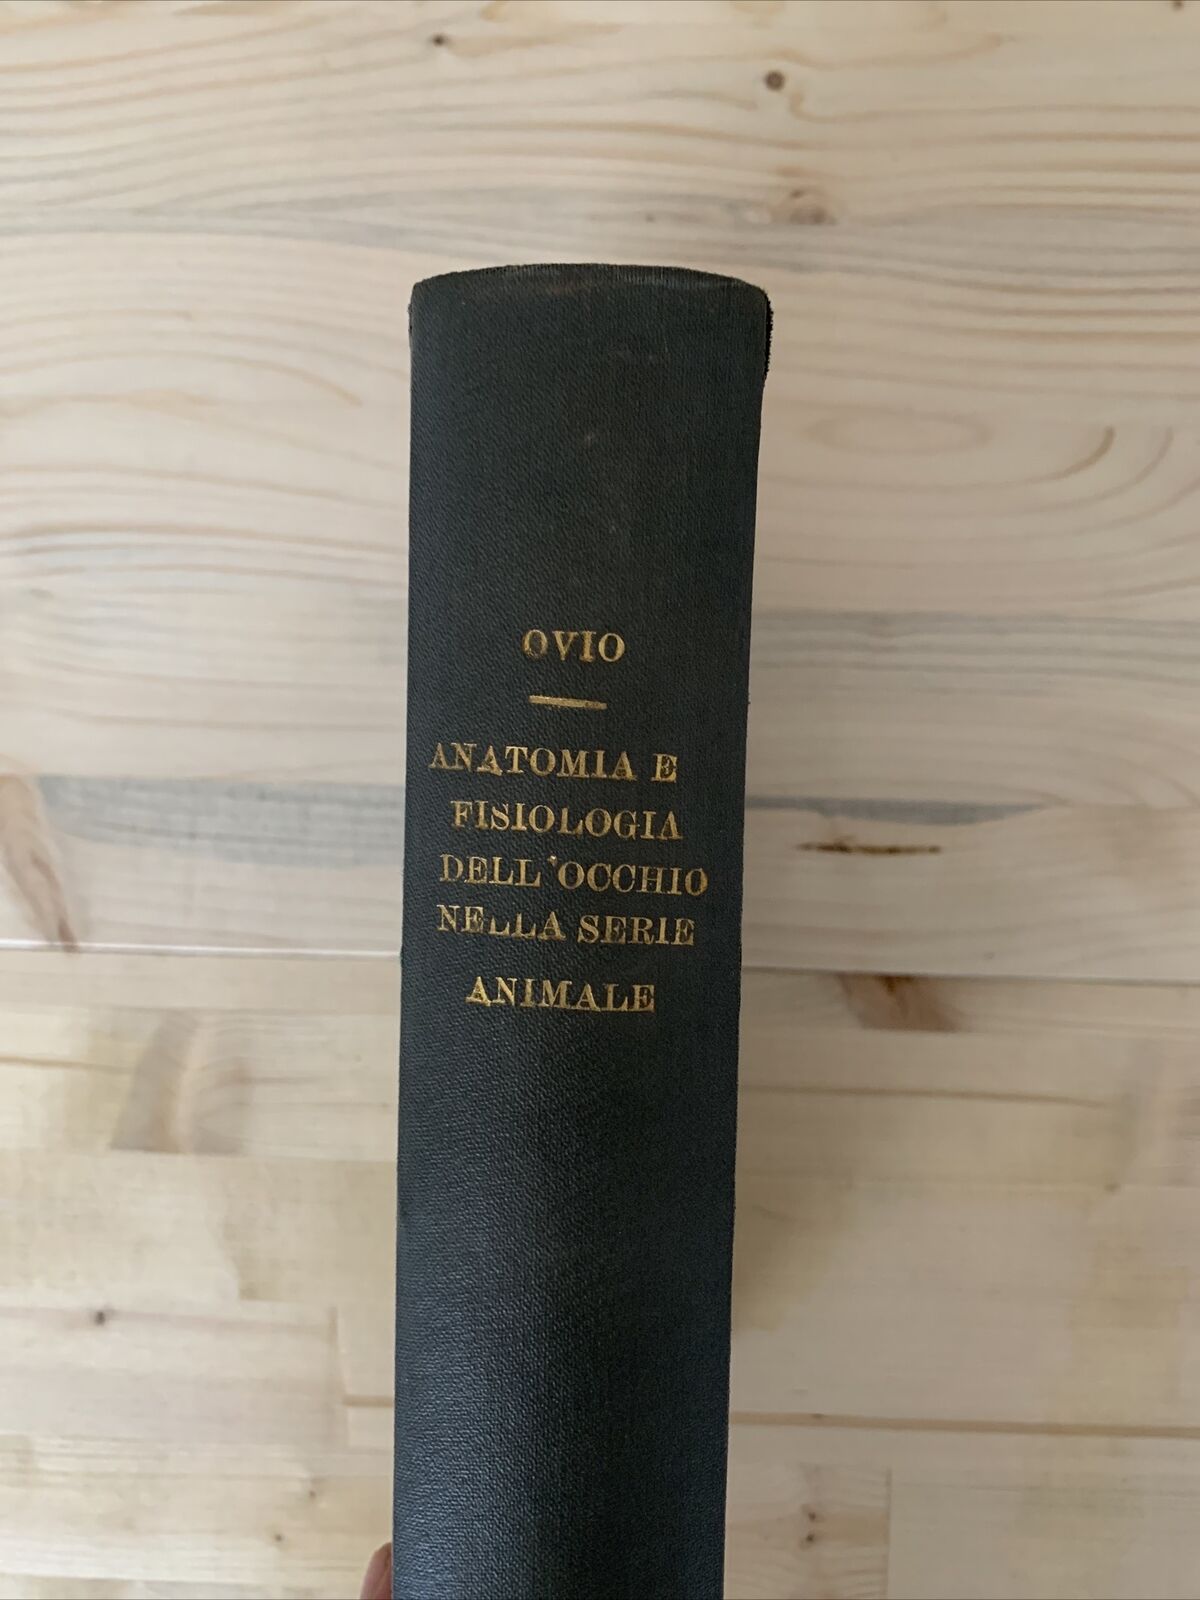 OVIO
ANATOMIA E
FISIOLOGIA
DELL'OCCHIO
NELLA SERIE
ANIMALE